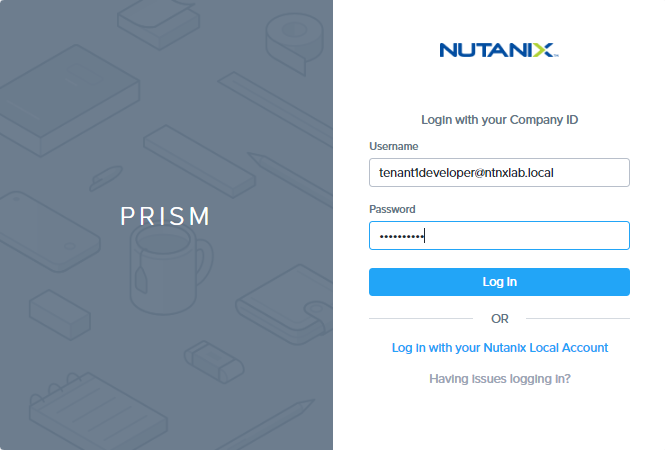 PRISM
NUTANIX
Login with your Company ID
Username
tenant1developer@ntnxlab.local
Password
••••••••••
Log In
OR
Log in with your Nutanix Local Account
Having issues logging in?